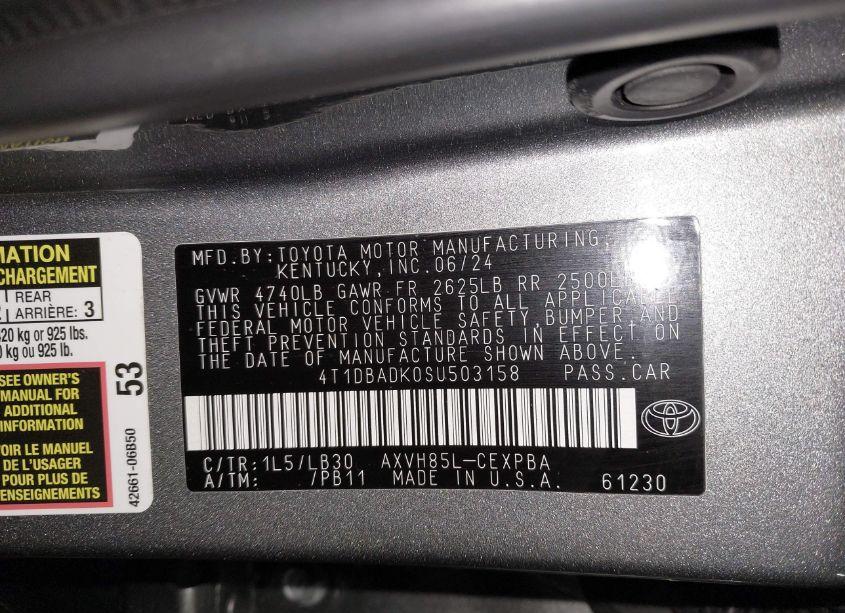 MATION
CHARGEMENT
REAR
ARRIÈRE: 3
420 kg or 925 lbs.
0 kg ou 925 lb.
SEE OWNER'S
MANUAL FOR
ADDITIONAL
INFORMATION
VOIR LE MANUEL
DE L'USAGER
POUR PLUS DE
RENSEIGNEMENTS
53
42661-06B50
MFD.BY:TOYOTA MOTOR MANUFACTURING,
KENTUCKY,INC.06/24
GVWR 4740LB GAWR FR 2625LB RR 2500LB
THIS VEHICLE CONFORMS TO ALL APPLICABLE
FEDERAL MOTOR VEHICLE SAFETY,BUMPER,AND
THEFT PREVENTION STANDARDS IN EFFECT ON
THE DATE OF MANUFACTURE SHOWN ABOVE.
4T1DBADK0SU503158 PASS.CAR
C/TR:1L5/LB30 AXVH85L-CEXPBA
A/TM: 7PB11 MADE IN U.S.A. 61230